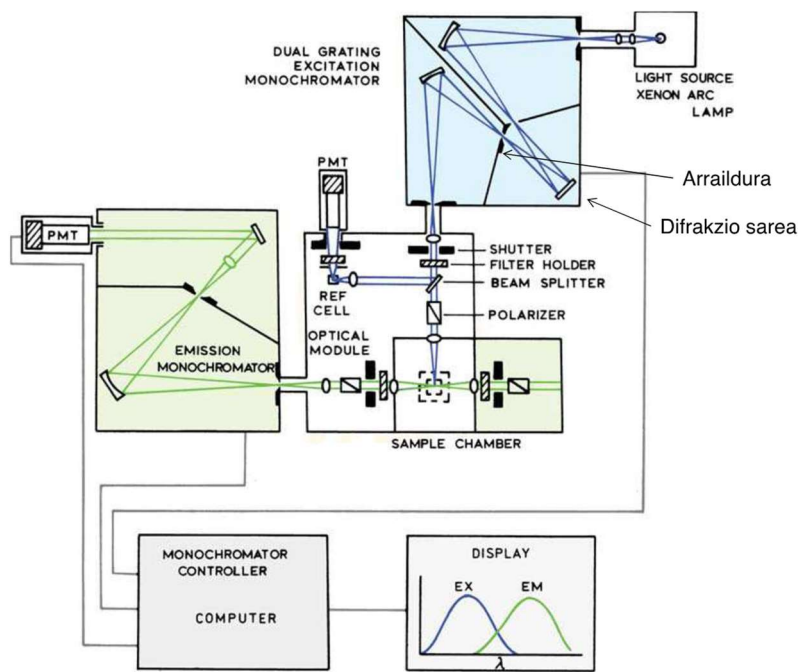 DUAL GRATING
EXCITATION
MONOCHROMATOR
LIGHT SOURCE
XENON ARC
LAMP
Arraildura
Difrakzio sarea
PMT
PMT
SHUTTER
FILTER HOLDER
BEAM SPLITTER
REF
CELL
POLARIZER
OPTICAL
MODULE
EMISSION
MONOCHROMATOR
SAMPLE CHAMBER
MONOCHROMATOR
CONTROLLER
COMPUTER
DISPLAY
EX
EM
λ